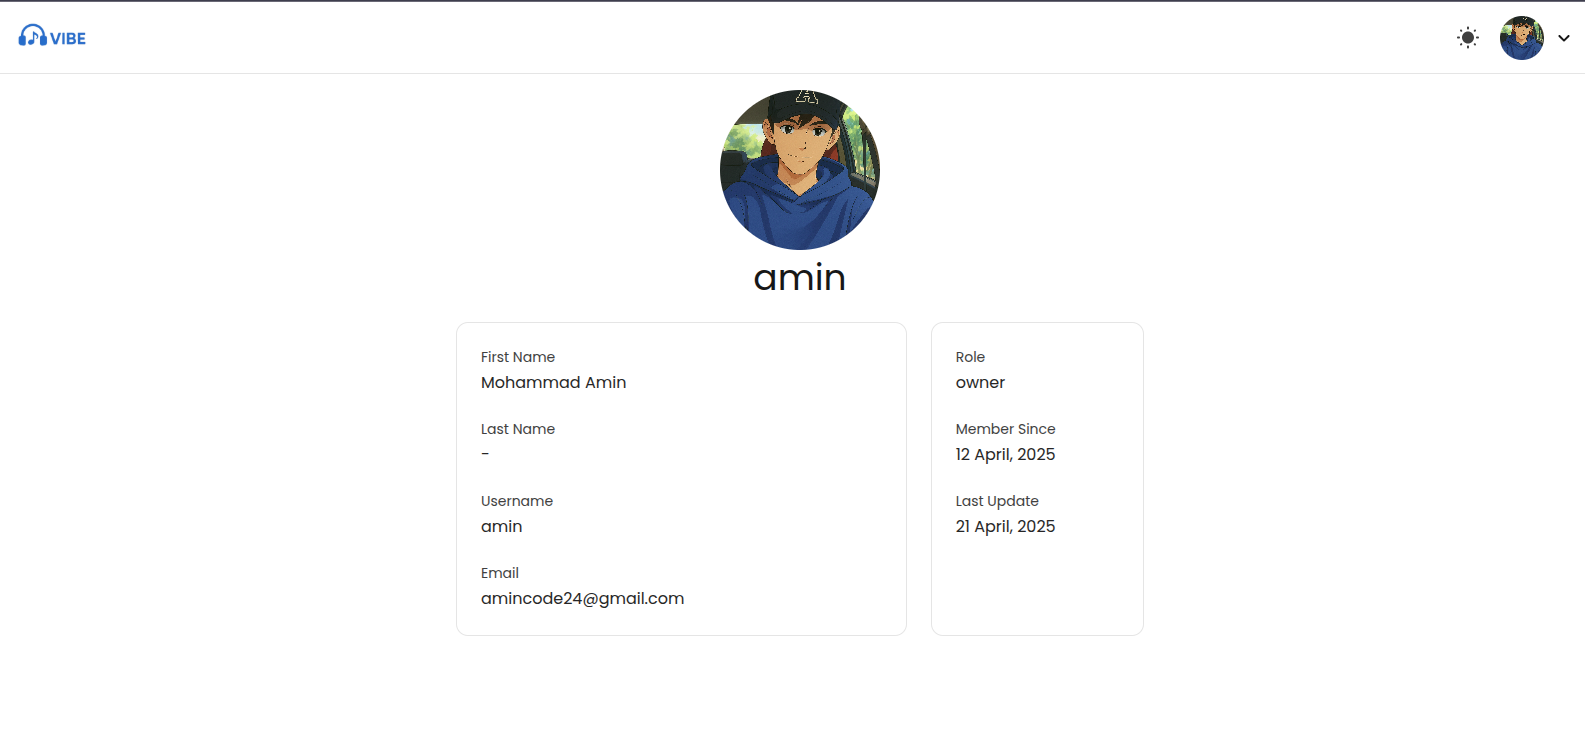 VIBE
A
amin
First Name
Mohammad Amin
Last Name
-
Username
amin
Email
amincode24@gmail.com
Role
owner
Member Since
12 April, 2025
Last Update
21 April, 2025